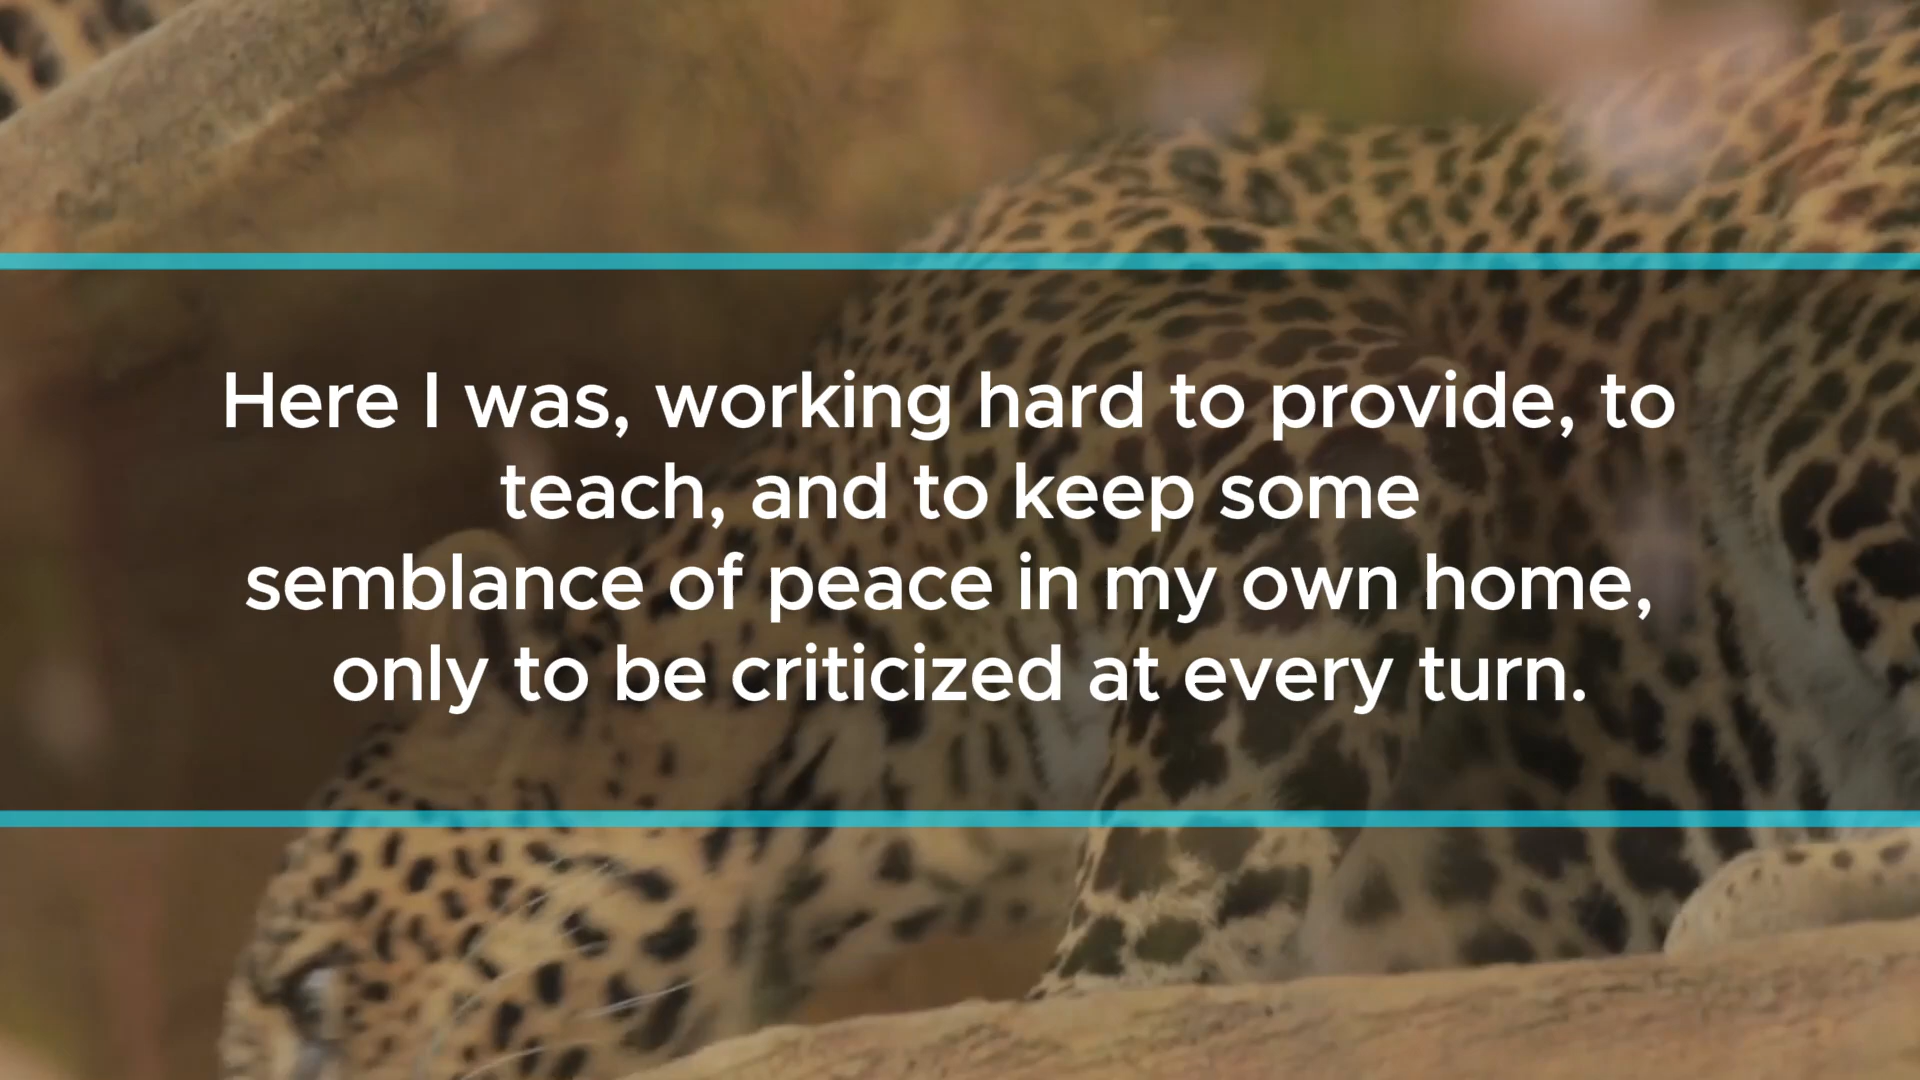 Here I was, working hard to provide, to
teach, and to keep some
semblance of peace in my own home,
only to be criticized at every turn.